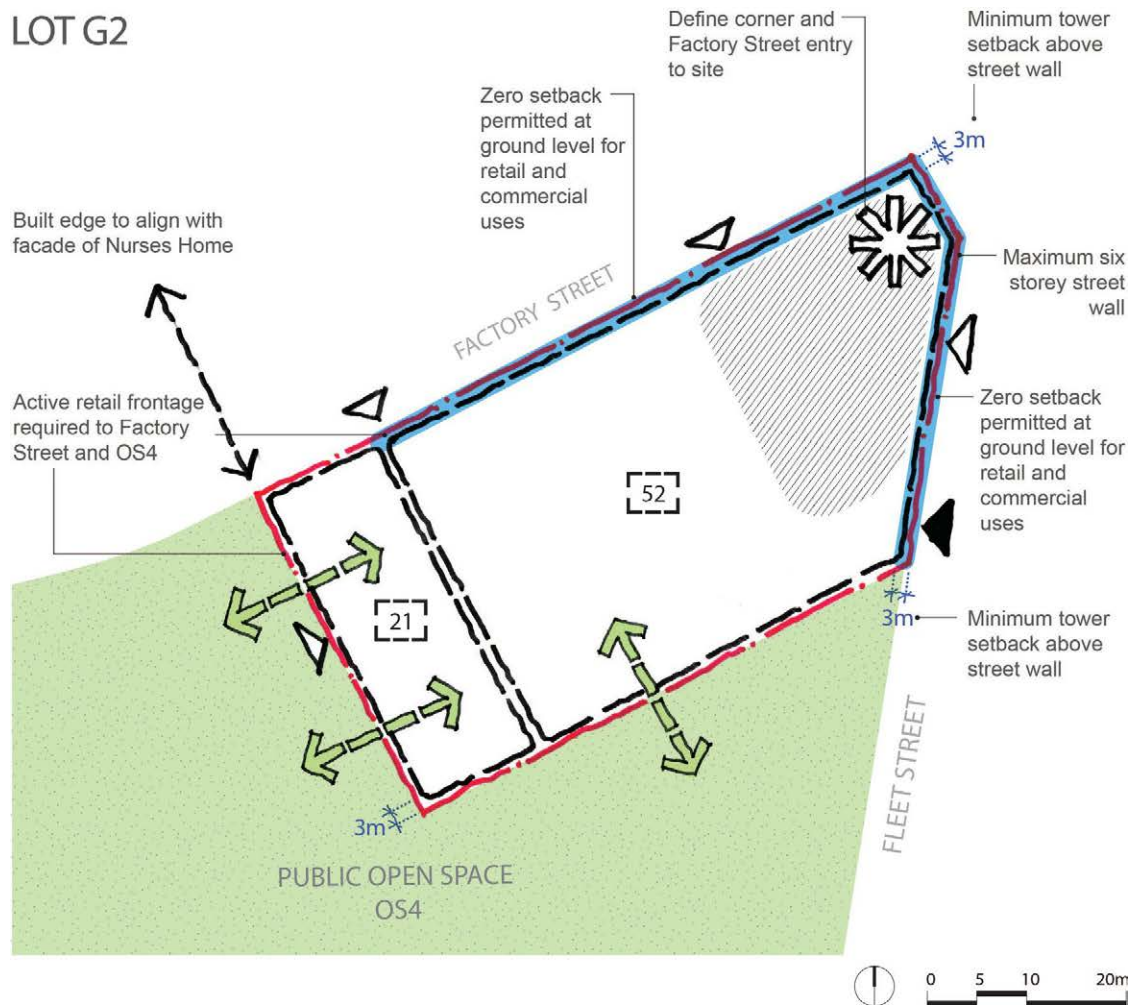 LOT G2
Define corner and
Factory Street entry
to site
Minimum tower
setback above
street wall
Zero setback
permitted at
ground level for
retail and
commercial
uses
3m
Built edge to align with
facade of Nurses Home
Maximum six
storey street
wall
FACTORY STREET
Active retail frontage
required to Factory
Street and OS4
Zero setback
permitted at
ground level for
retail and
commercial
uses
52
21
3m
Minimum tower
setback above
street wall
FLEET STREET
3m
PUBLIC OPEN SPACE
OS4
0 5 10 20m